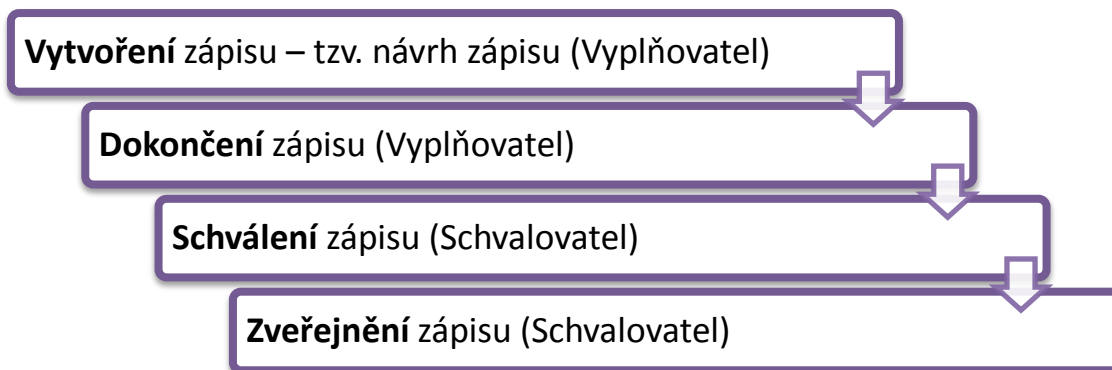 Vytvoření zápisu – tzv. návrh zápisu (Vyplňovatel)
Dokončení zápisu (Vyplňovatel)
Schválení zápisu (Schvalovatel)
Zveřejnění zápisu (Schvalovatel)